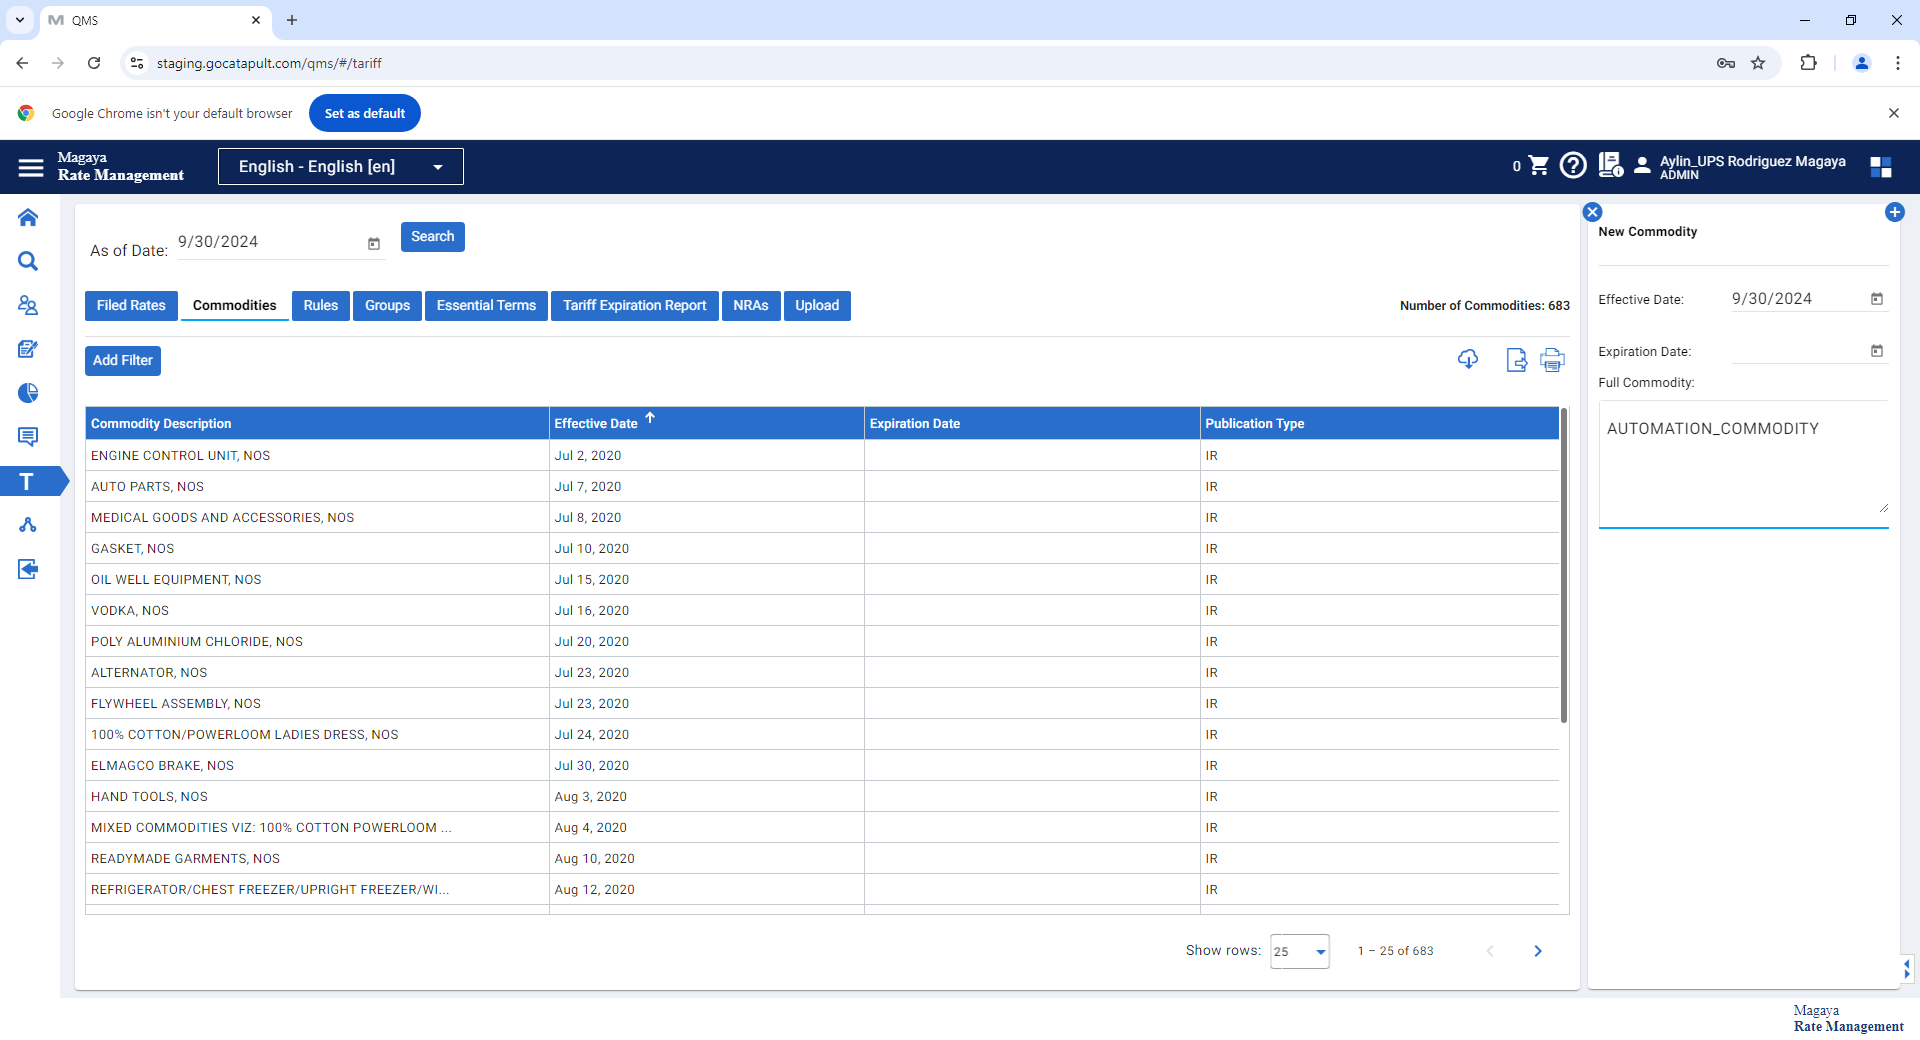 QMS
staging.gocatapult.com/qms/#/tariff
Google Chrome isn't your default browser
Set as default
Magaya
Rate Management
English - English [en]
0
Aylin_UPS Rodriguez Magaya
ADMIN
As of Date:
9/30/2024
Search
Filed Rates
Commodities
Rules
Groups
Essential Terms
Tariff Expiration Report
NRAs
Upload
Number of Commodities: 683
Add Filter
Commodity Description
Effective Date
Expiration Date
Publication Type
ENGINE CONTROL UNIT, NOS
Jul 2, 2020
IR
AUTO PARTS, NOS
Jul 7, 2020
IR
MEDICAL GOODS AND ACCESSORIES, NOS
Jul 8, 2020
IR
GASKET, NOS
Jul 10, 2020
IR
OIL WELL EQUIPMENT, NOS
Jul 15, 2020
IR
VODKA, NOS
Jul 16, 2020
IR
POLY ALUMINIUM CHLORIDE, NOS
Jul 20, 2020
IR
ALTERNATOR, NOS
Jul 23, 2020
IR
FLYWHEEL ASSEMBLY, NOS
Jul 23, 2020
IR
100% COTTON/POWERLOOM LADIES DRESS, NOS
Jul 24, 2020
IR
ELMAGCO BRAKE, NOS
Jul 30, 2020
IR
HAND TOOLS, NOS
Aug 3, 2020
IR
MIXED COMMODITIES VIZ: 100% COTTON POWERLOOM ...
Aug 4, 2020
IR
READYMADE GARMENTS, NOS
Aug 10, 2020
IR
REFRIGERATOR/CHEST FREEZER/UPRIGHT FREEZER/WI...
Aug 12, 2020
IR
Show rows:
25
1 – 25 of 683
New Commodity
Effective Date:
9/30/2024
Expiration Date:
Full Commodity:
AUTOMATION_COMMODITY
T
Magaya
Rate Management